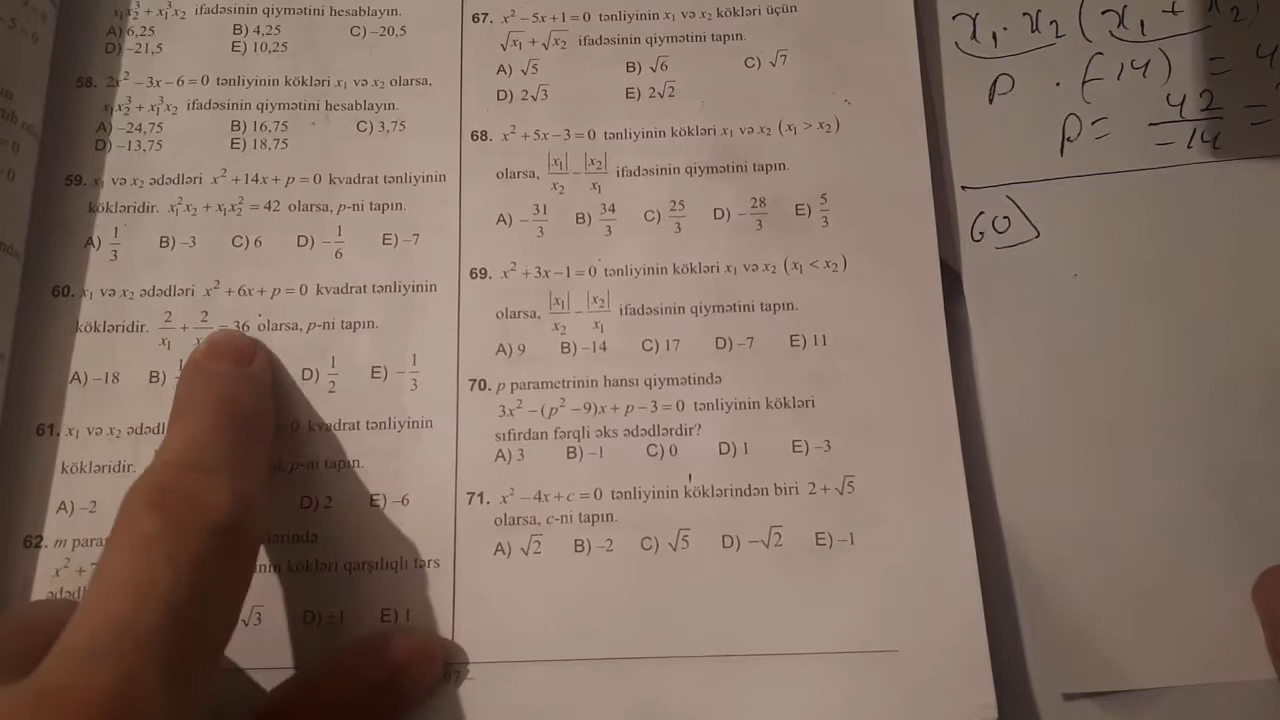 x₁x₂³ + x₁³x₂ ifadəsinin qiymətini hesablayın.
A) 6,25 B) 4,25 C) –20,5
D) –21,5 E) 10,25
58. 2x² – 3x – 6 = 0 tənliyinin kökləri x₁ və x₂ olarsa,
x₁x₂³ + x₁³x₂ ifadəsinin qiymətini hesablayın.
A) –24,75 B) 16,75 C) 3,75
D) –13,75 E) 18,75
59. x₁ və x₂ ədədləri x² + 14x + p = 0 kvadrat tənliyinin
kökləridir. x₁²x₂ + x₁x₂² = 42 olarsa, p-ni tapın.
A) 1/3 B) –3 C) 6 D) –1/6 E) –7
60. x₁ və x₂ ədədləri x² + 6x + p = 0 kvadrat tənliyinin
kökləridir. 2/x₁ + 2/x = 36 olarsa, p-ni tapın.
A) –18 B) D) 1/2 E) –1/3
61. x₁ və x₂ kvadrat tənliyinin
kökləridir. p-ni tapın.
A) –2 D) 2 E) –6
62. m
x² + kökləri qarşılıqlı tərs
√3 D) ±1 E) 1
67. x² – 5x + 1 = 0 tənliyinin x₁ və x₂ kökləri üçün
√x₁ + √x₂ ifadəsinin qiymətini tapın.
A) √5 B) √6 C) √7
D) 2√3 E) 2√2
68. x² + 5x – 3 = 0 tənliyinin kökləri x₁ və x₂ (x₁ > x₂)
olarsa, |x₁|/x₂ – |x₂|/x₁ ifadəsinin qiymətini tapın.
A) –31/3 B) 34/3 C) 25/3 D) –28/3 E) 5/3
69. x² + 3x – 1 = 0 tənliyinin kökləri x₁ və x₂ (x₁ < x₂)
olarsa, |x₁|/x₂ – |x₂|/x₁ ifadəsinin qiymətini tapın.
A) 9 B) –14 C) 17 D) –7 E) 11
70. p parametrinin hansı qiymətində
3x² – (p² – 9)x + p – 3 = 0 tənliyinin kökləri
sıfırdan fərqli əks ədədlərdir?
A) 3 B) –1 C) 0 D) 1 E) –3
71. x² – 4x + c = 0 tənliyinin köklərindən biri 2 + √5
olarsa, c-ni tapın.
A) √2 B) –2 C) √5 D) –√2 E) –1
x₁ · x₂ (x₁ + x₂)
p · (–14) = 4
p = 42/–14 =
60)